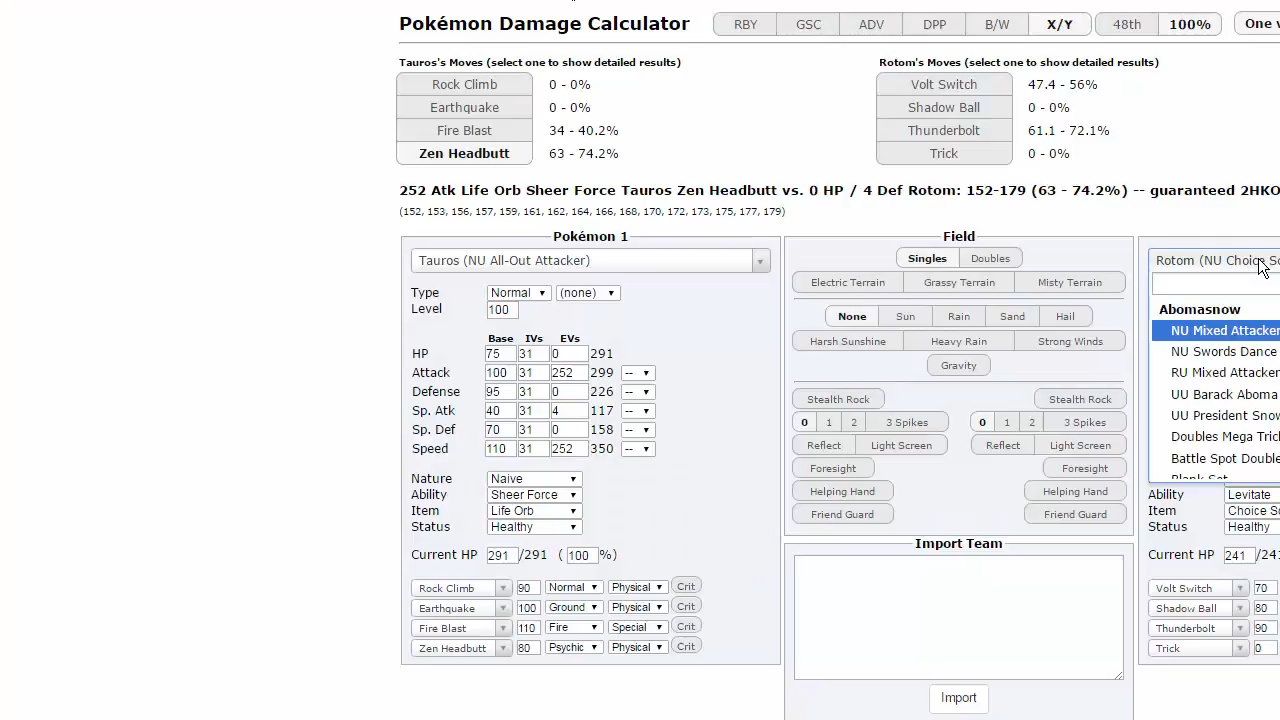 Pokémon Damage Calculator RBY GSC ADV DPP B/W X/Y 48th 100% One v
Tauros's Moves (select one to show detailed results) Rotom's Moves (select one to show detailed results)
Rock Climb 0 - 0% Volt Switch 47.4 - 56%
Earthquake 0 - 0% Shadow Ball 0 - 0%
Fire Blast 34 - 40.2% Thunderbolt 61.1 - 72.1%
Zen Headbutt 63 - 74.2% Trick 0 - 0%
252 Atk Life Orb Sheer Force Tauros Zen Headbutt vs. 0 HP / 4 Def Rotom: 152-179 (63 - 74.2%) -- guaranteed 2HKO
(152, 153, 156, 157, 159, 161, 162, 164, 166, 168, 170, 172, 173, 175, 177, 179)
Pokémon 1
Tauros (NU All-Out Attacker)
Type Normal (none)
Level 100
Base IVs EVs
HP 75 31 0 291
Attack 100 31 252 299 --
Defense 95 31 0 226 --
Sp. Atk 40 31 4 117 --
Sp. Def 70 31 0 158 --
Speed 110 31 252 350 --
Nature Naive
Ability Sheer Force
Item Life Orb
Status Healthy
Current HP 291 /291 ( 100 %)
Rock Climb 90 Normal Physical Crit
Earthquake 100 Ground Physical Crit
Fire Blast 110 Fire Special Crit
Zen Headbutt 80 Psychic Physical Crit
Field
Singles Doubles
Electric Terrain Grassy Terrain Misty Terrain
None Sun Rain Sand Hail
Harsh Sunshine Heavy Rain Strong Winds
Gravity
Stealth Rock Stealth Rock
0 1 2 3 Spikes 0 1 2 3 Spikes
Reflect Light Screen Reflect Light Screen
Foresight Foresight
Helping Hand Helping Hand
Friend Guard Friend Guard
Import Team
Import
Rotom (NU Choice Sc
Abomasnow
NU Mixed Attacker
NU Swords Dance
RU Mixed Attacker
UU Barack Aboma
UU President Snow
Doubles Mega Trick
Battle Spot Double
Blank Set
Ability Levitate
Item Choice Sc
Status Healthy
Current HP 241 /241
Volt Switch 70
Shadow Ball 80
Thunderbolt 90
Trick 0